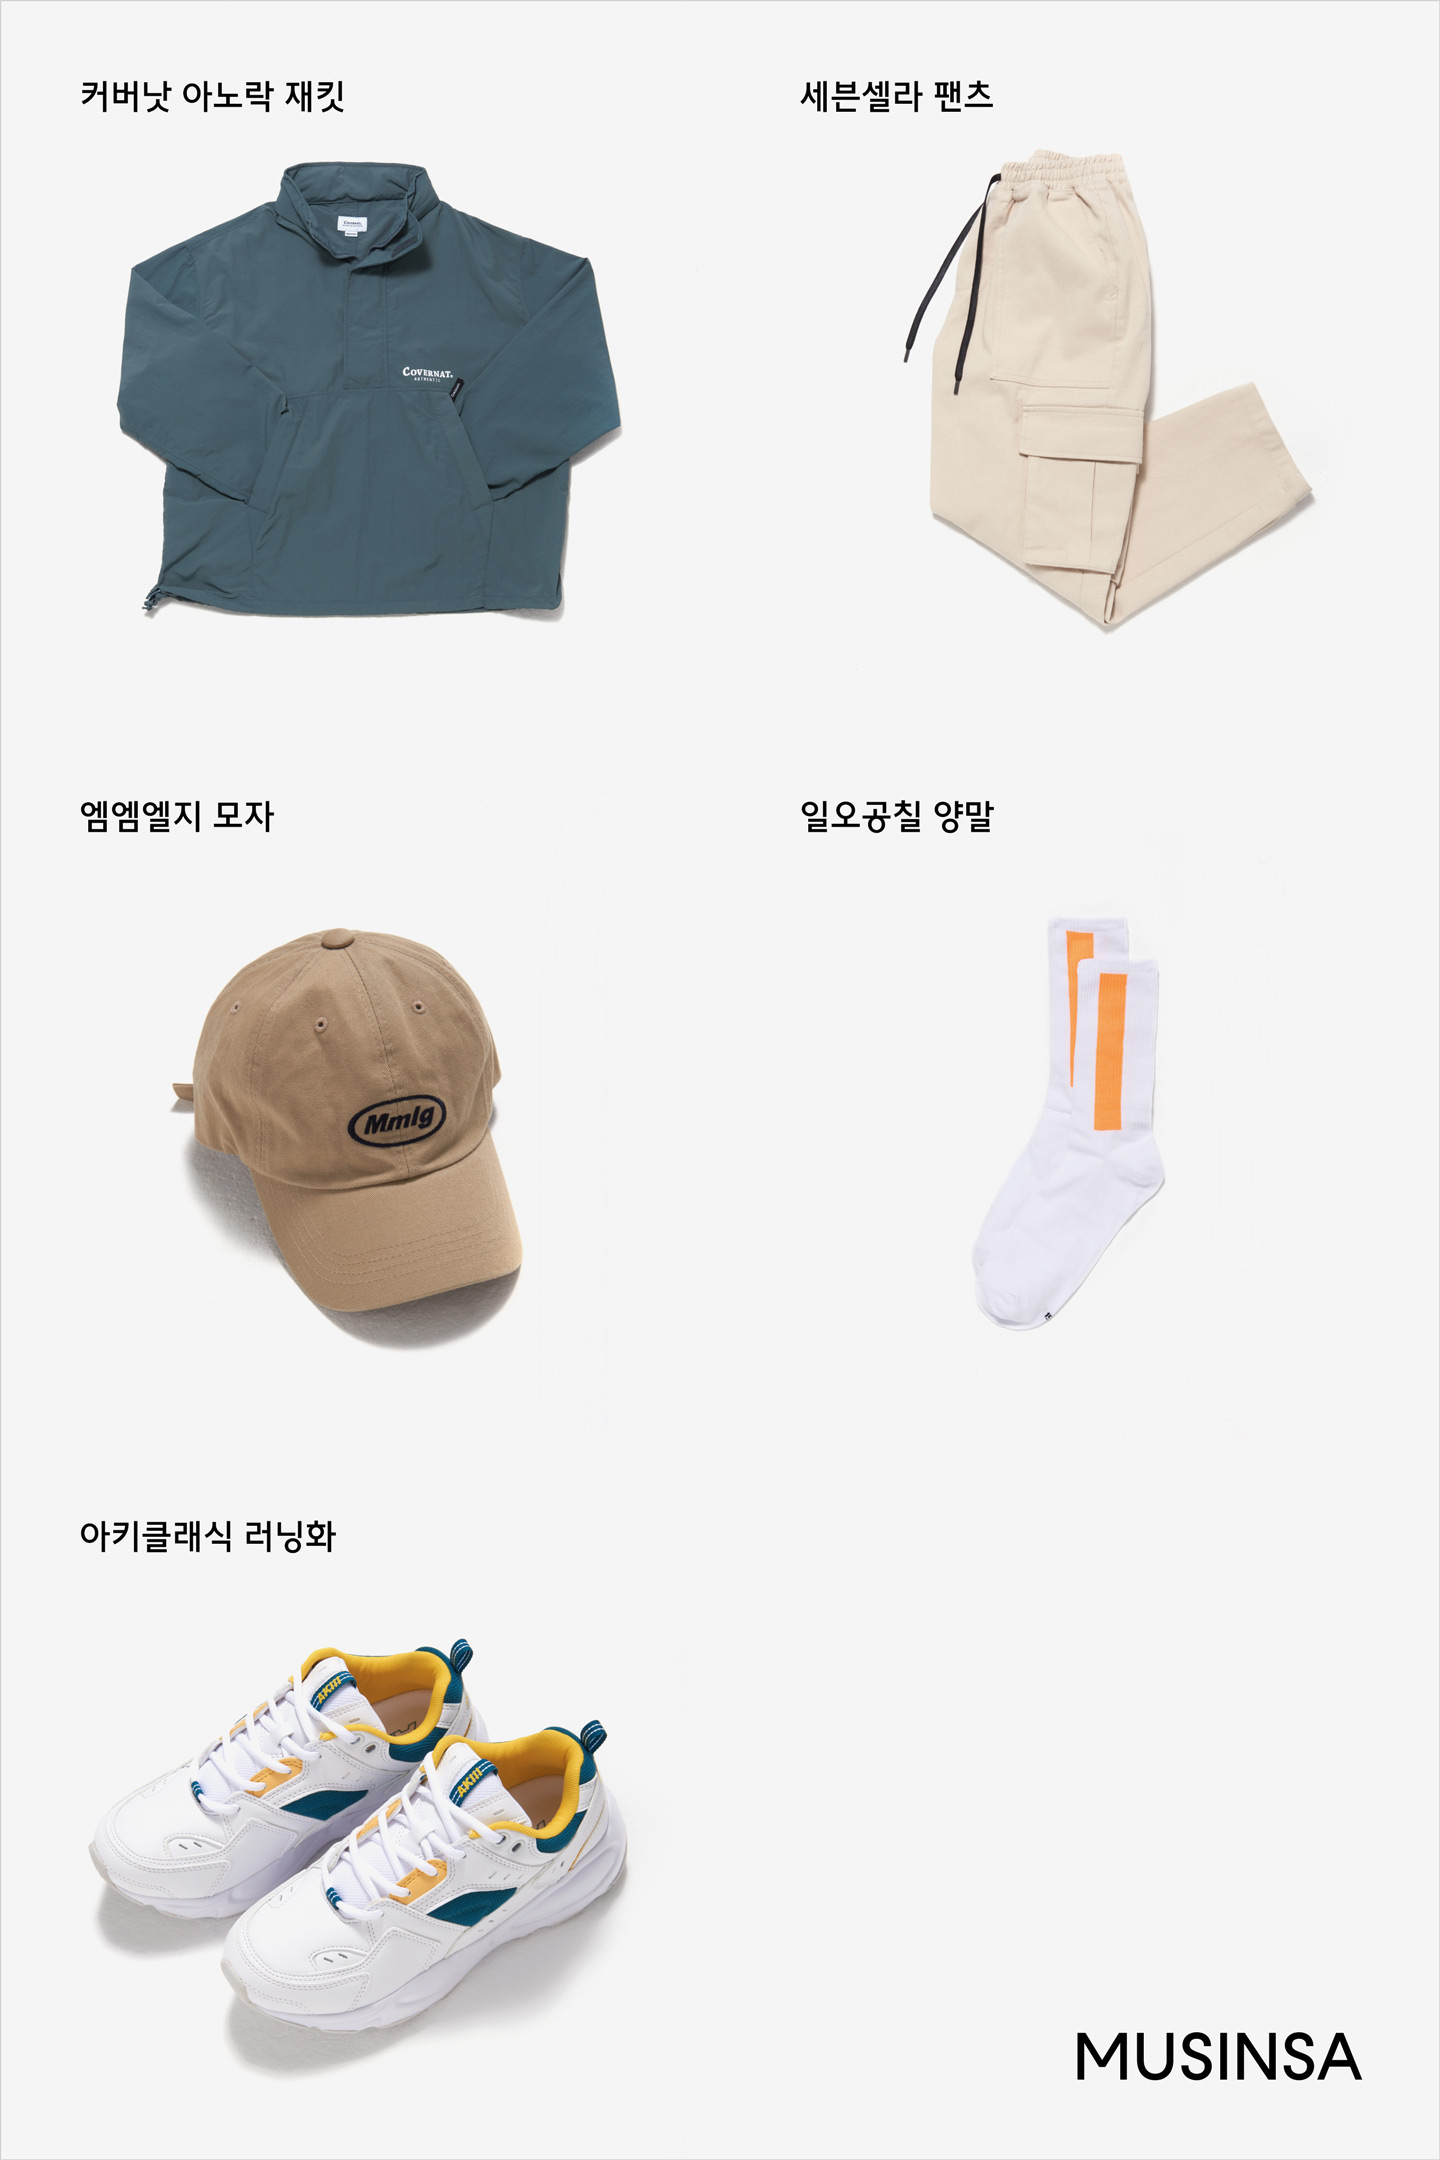 커버낫 아노락 재킷
세븐셀라 팬츠
COVERNAT.
AUTHENTIC
엠엠엘지 모자
일오공칠 양말
Mmlg
아키클래식 러닝화
AKIII
AKIII
MUSINSA